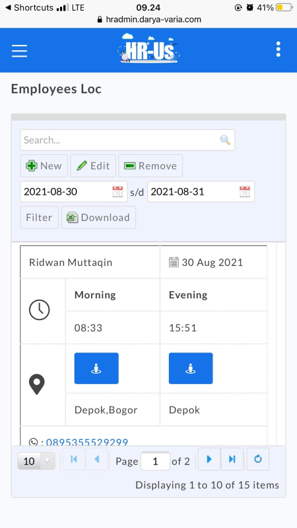 Shortcuts LTE 09.24 41%
hradmin.darya-varia.com
HR-Us
Employees Loc
Search...
New Edit Remove
2021-08-30 s/d 2021-08-31
Filter Download
Ridwan Muttaqin 30 Aug 2021
Morning Evening
08:33 15:51
Depok,Bogor Depok
: 0895355529299
10 Page 1 of 2
Displaying 1 to 10 of 15 items